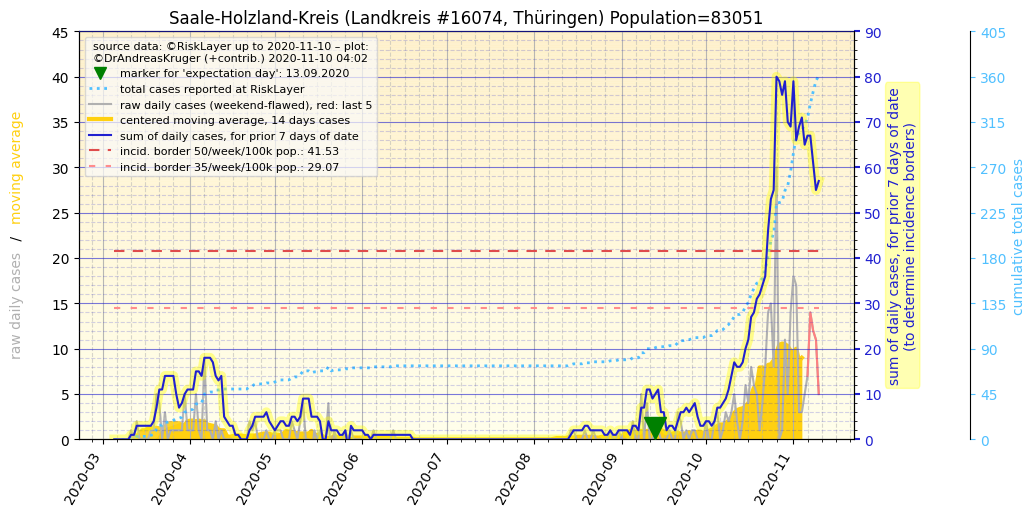 Saale-Holzland-Kreis (Landkreis #16074, Thüringen) Population=83051
source data: ©RiskLayer up to 2020-11-10 – plot:
©DrAndreasKruger (+contrib.) 2020-11-10 04:02
marker for 'expectation day': 13.09.2020
total cases reported at RiskLayer
raw daily cases (weekend-flawed), red: last 5
centered moving average, 14 days cases
sum of daily cases, for prior 7 days of date
incid. border 50/week/100k pop.: 41.53
incid. border 35/week/100k pop.: 29.07
raw daily cases / moving average
45
40
35
30
25
20
15
10
5
0
2020-03
2020-04
2020-05
2020-06
2020-07
2020-08
2020-09
2020-10
2020-11
90
80
70
60
50
40
30
20
10
0
sum of daily cases, for prior 7 days of date
(to determine incidence borders)
405
360
315
270
225
180
135
90
45
0
cumulative total cases